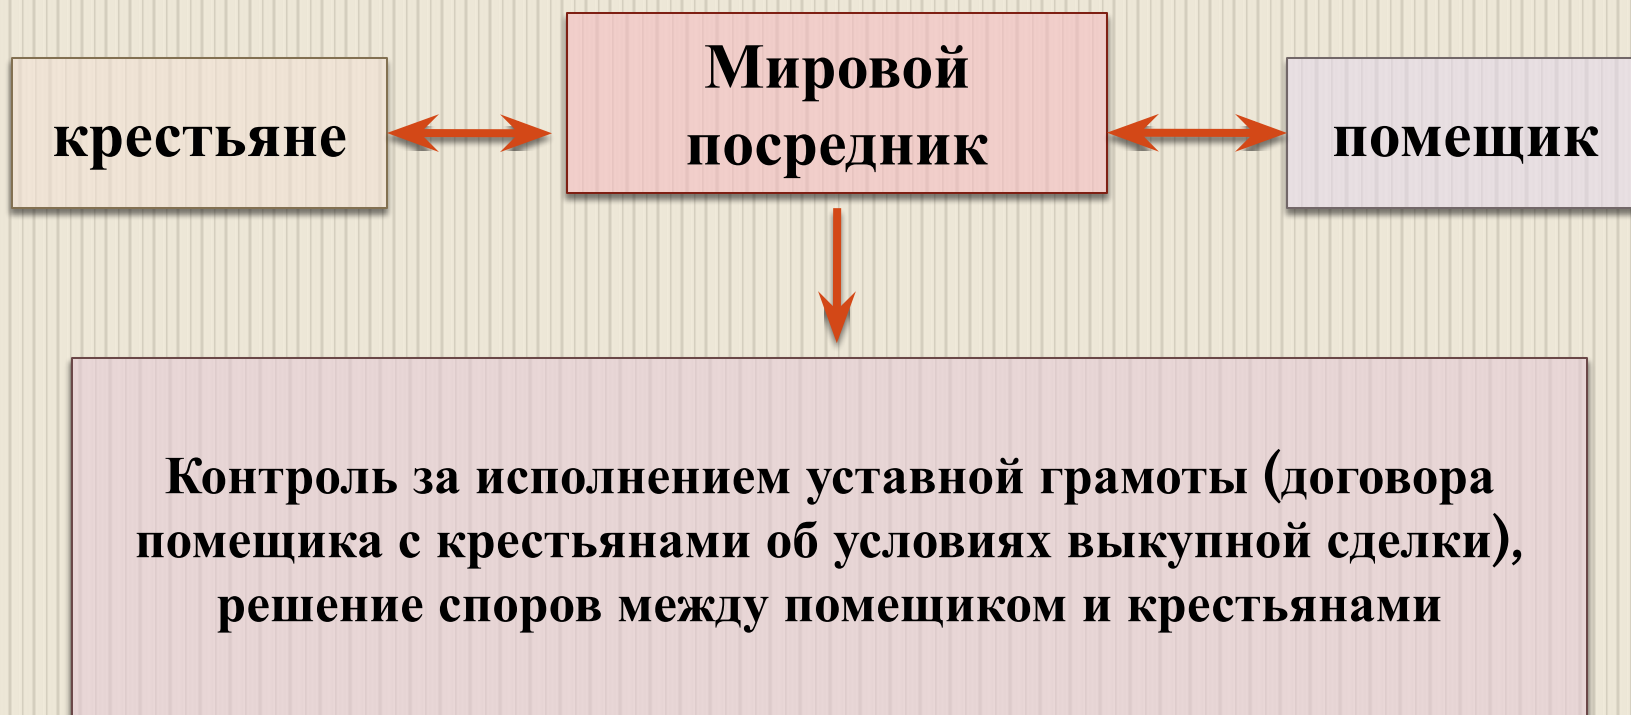 крестьяне
Мировой
посредник
помещик
Контроль за исполнением уставной грамоты (договора
помещика с крестьянами об условиях выкупной сделки),
решение споров между помещиком и крестьянами